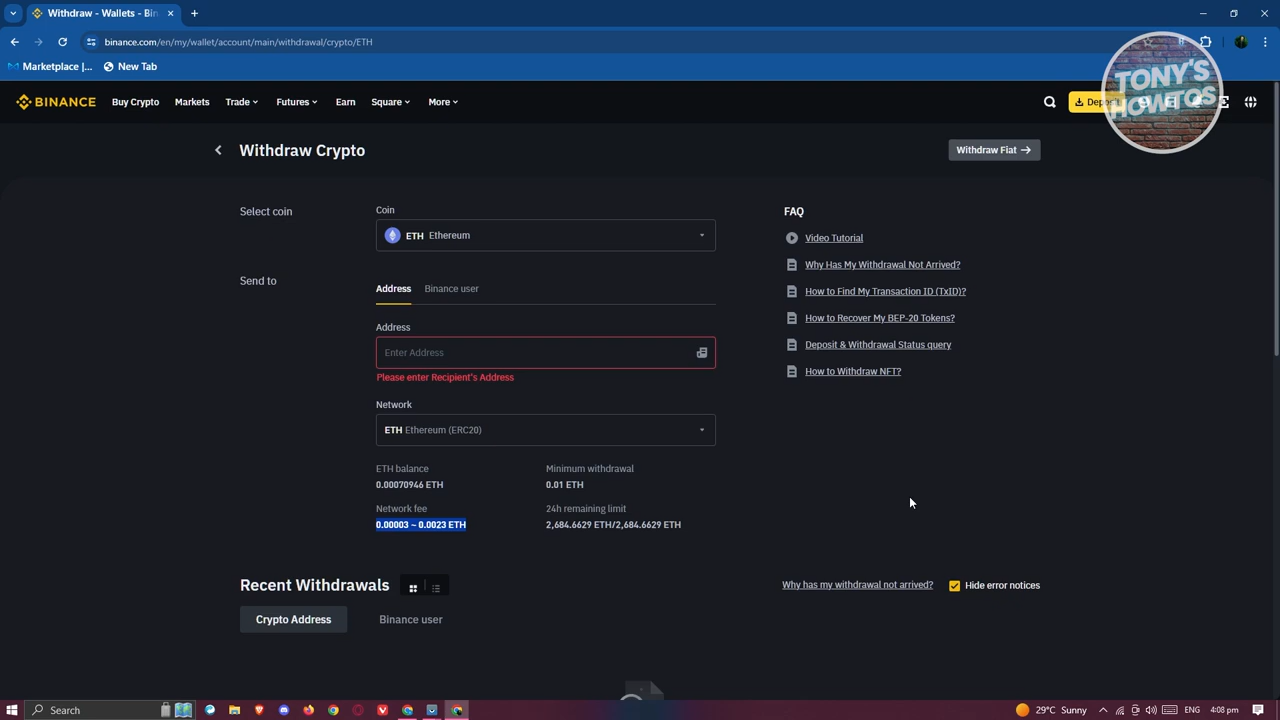 Withdraw - Wallets - Bin
binance.com/en/my/wallet/account/main/withdrawal/crypto/ETH
Marketplace |...
New Tab
TONY'S
HOWTOS
BINANCE
Buy Crypto
Markets
Trade
Futures
Earn
Square
More
Withdraw Crypto
Withdraw Fiat →
Select coin
Coin
ETH Ethereum
FAQ
Video Tutorial
Why Has My Withdrawal Not Arrived?
How to Find My Transaction ID (TxID)?
How to Recover My BEP-20 Tokens?
Deposit & Withdrawal Status query
How to Withdraw NFT?
Send to
Address
Binance user
Address
Enter Address
Please enter Recipient's Address
Network
ETH Ethereum (ERC20)
ETH balance
0.00070946 ETH
Minimum withdrawal
0.01 ETH
Network fee
0.00003 ~ 0.0023 ETH
24h remaining limit
2,684.6629 ETH/2,684.6629 ETH
Recent Withdrawals
Why has my withdrawal not arrived?
Hide error notices
Crypto Address
Binance user
Search
29°C Sunny
ENG
4:08 pm